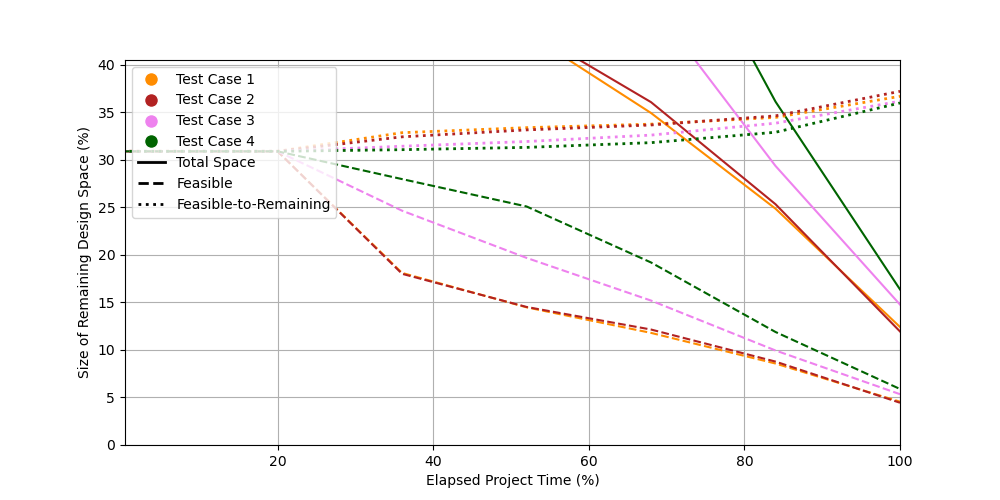 40
35
30
25
20
15
10
5
0
Size of Remaining Design Space (%)
Test Case 1
Test Case 2
Test Case 3
Test Case 4
Total Space
Feasible
Feasible-to-Remaining
20 40 60 80 100
Elapsed Project Time (%)